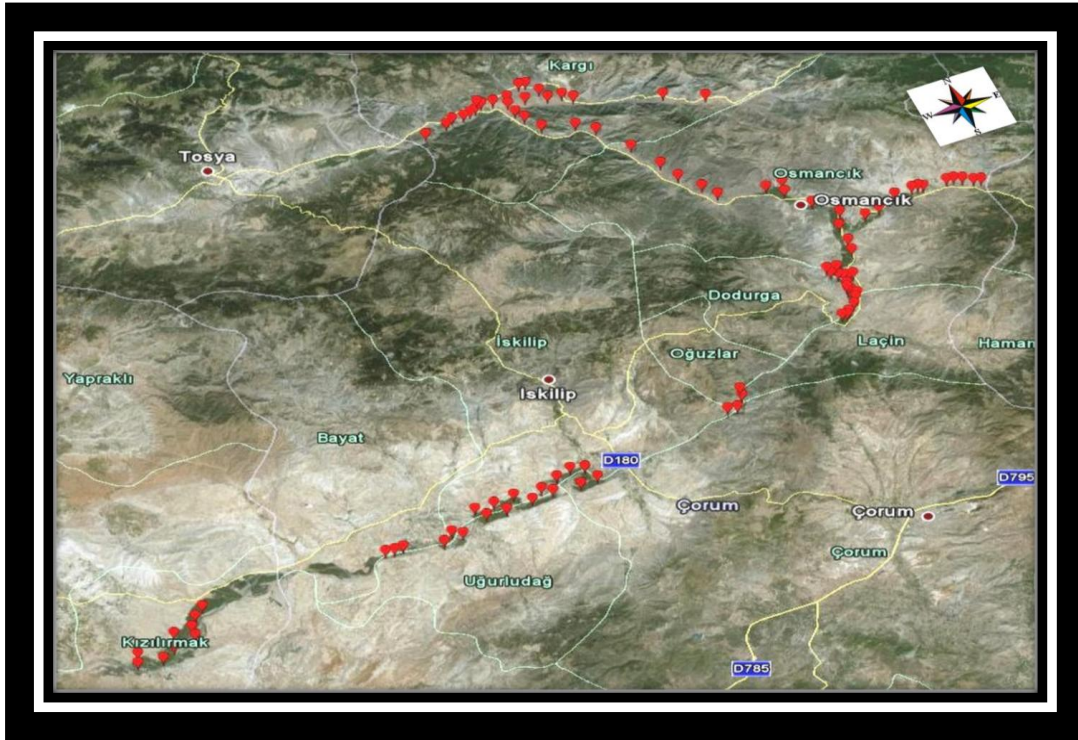 Kargı
N
E
W
S
Tosya
Osmancık
Osmancık
Dodurga
İskilip
Oğuzlar
Laçin
Haman
Yapraklı
İskilip
Bayat
D180
D795
Çorum
Çorum
Çorum
Uğurludağ
Kızılırmak
D785